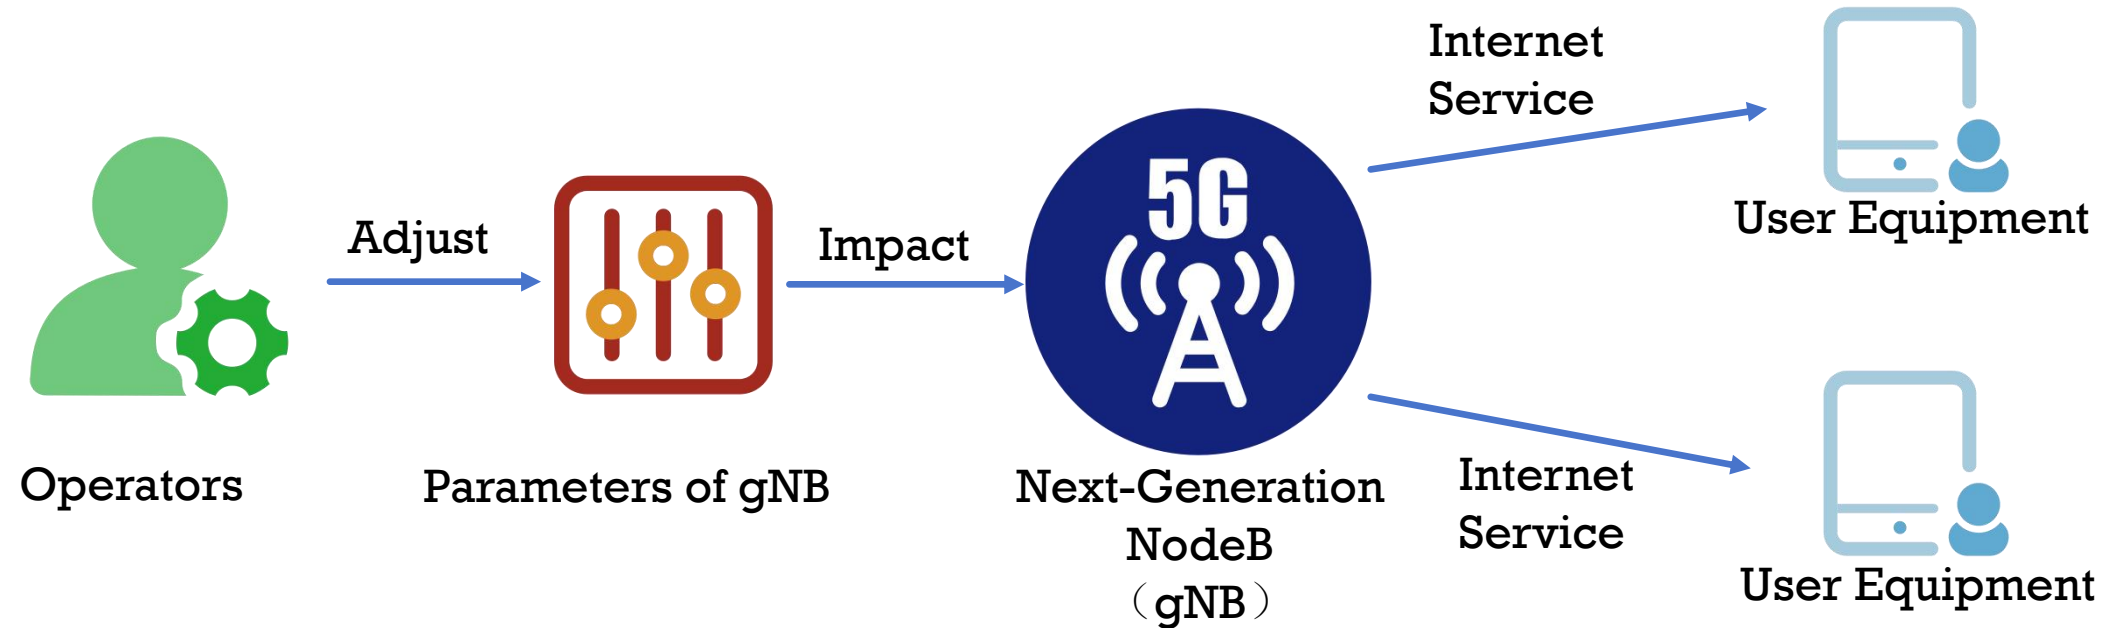 Operators
Adjust
Parameters of gNB
Impact
5G
Next-Generation
NodeB
（gNB）
Internet
Service
User Equipment
Internet
Service
User Equipment